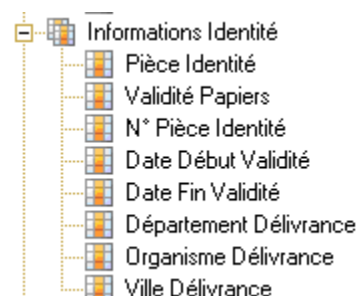 Informations Identité
Pièce Identité
Validité Papiers
N° Pièce Identité
Date Début Validité
Date Fin Validité
Département Délivrance
Organisme Délivrance
Ville Délivrance